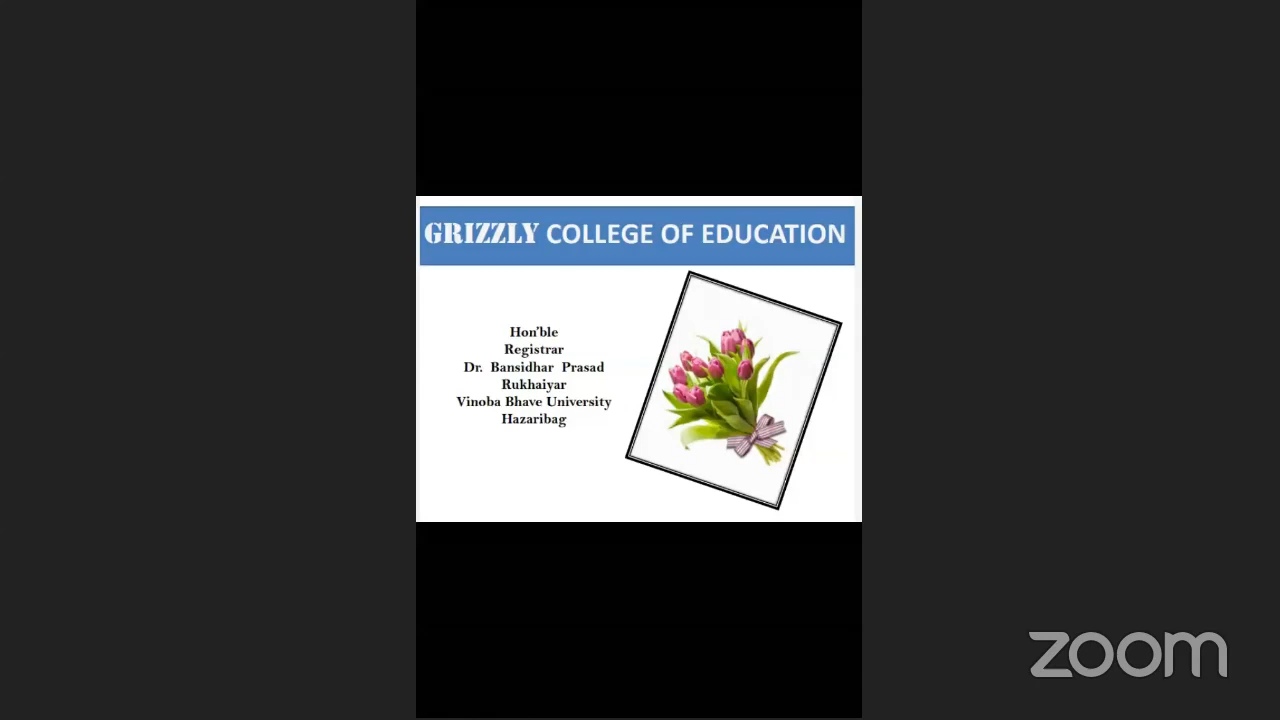 GRIZZLY COLLEGE OF EDUCATION
Hon'ble
Registrar
Dr. Bansidhar Prasad
Rukhaiyar
Vinoba Bhave University
Hazaribag
zoom